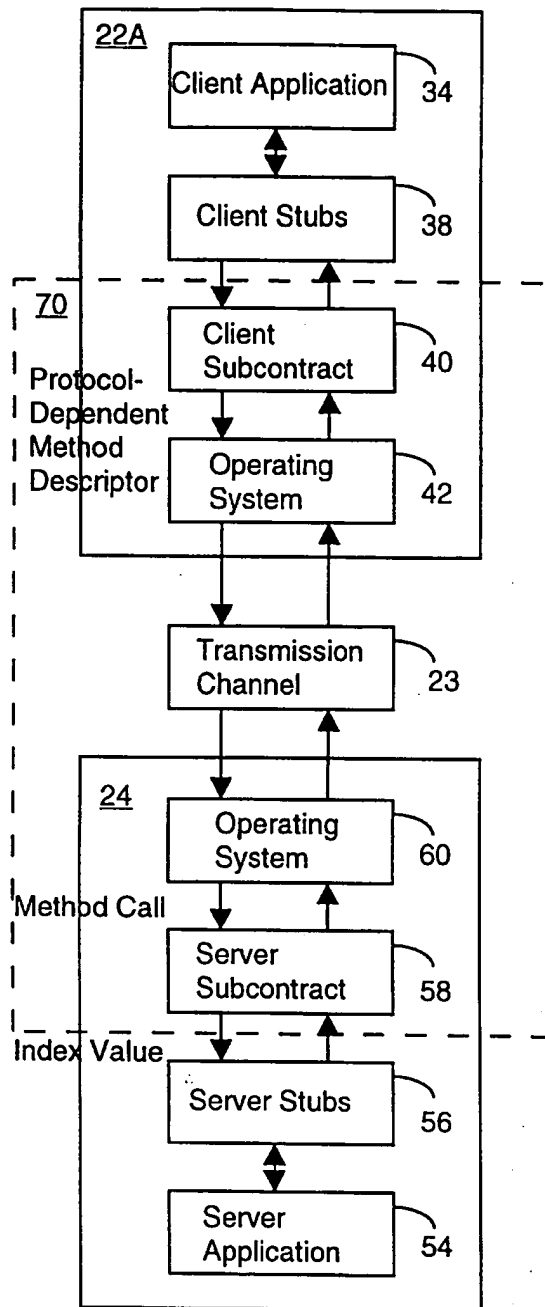 22A
Client Application
34
Client Stubs
38
70
Client
Subcontract
40
Protocol-
Dependent
Method
Descriptor
Operating
System
42
Transmission
Channel
23
24
Operating
System
60
Method Call
Server
Subcontract
58
Index Value
Server Stubs
56
Server
Application
54